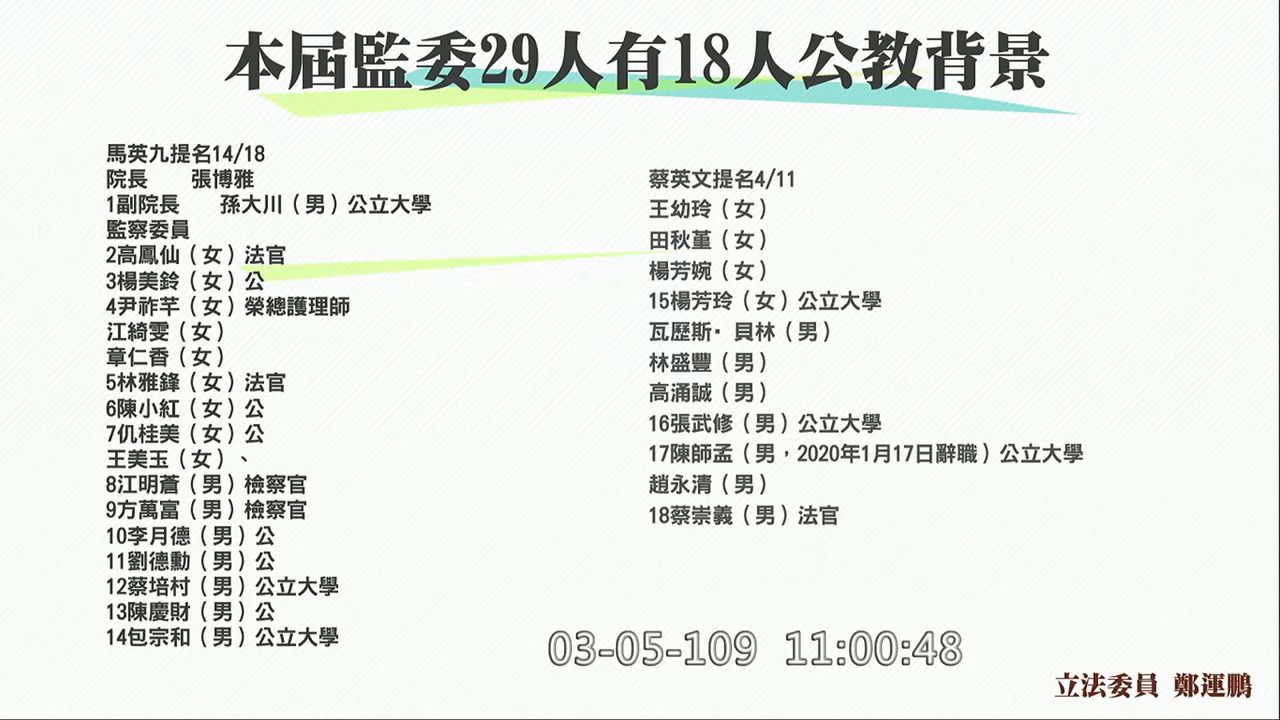 本屆監委29人有18人公教背景
馬英九提名14/18
院長　　張博雅
1副院長　　孫大川（男）公立大學
監察委員
2高鳳仙（女）法官
3楊美鈴（女）公
4尹祚芊（女）榮總護理師
江綺雯（女）
章仁香（女）
5林雅鋒（女）法官
6陳小紅（女）公
7仉桂美（女）公
王美玉（女）、
8江明蒼（男）檢察官
9方萬富（男）檢察官
10李月德（男）公
11劉德勳（男）公
12蔡培村（男）公立大學
13陳慶財（男）公
14包宗和（男）公立大學
蔡英文提名4/11
王幼玲（女）
田秋堇（女）
楊芳婉（女）
15楊芳玲（女）公立大學
瓦歷斯· 貝林（男）
林盛豐（男）
高涌誠（男）
16張武修（男）公立大學
17陳師孟（男，2020年1月17日辭職）公立大學
趙永清（男）
18蔡崇義（男）法官
03-05-109 11:00:48
立法委員 鄭運鵬